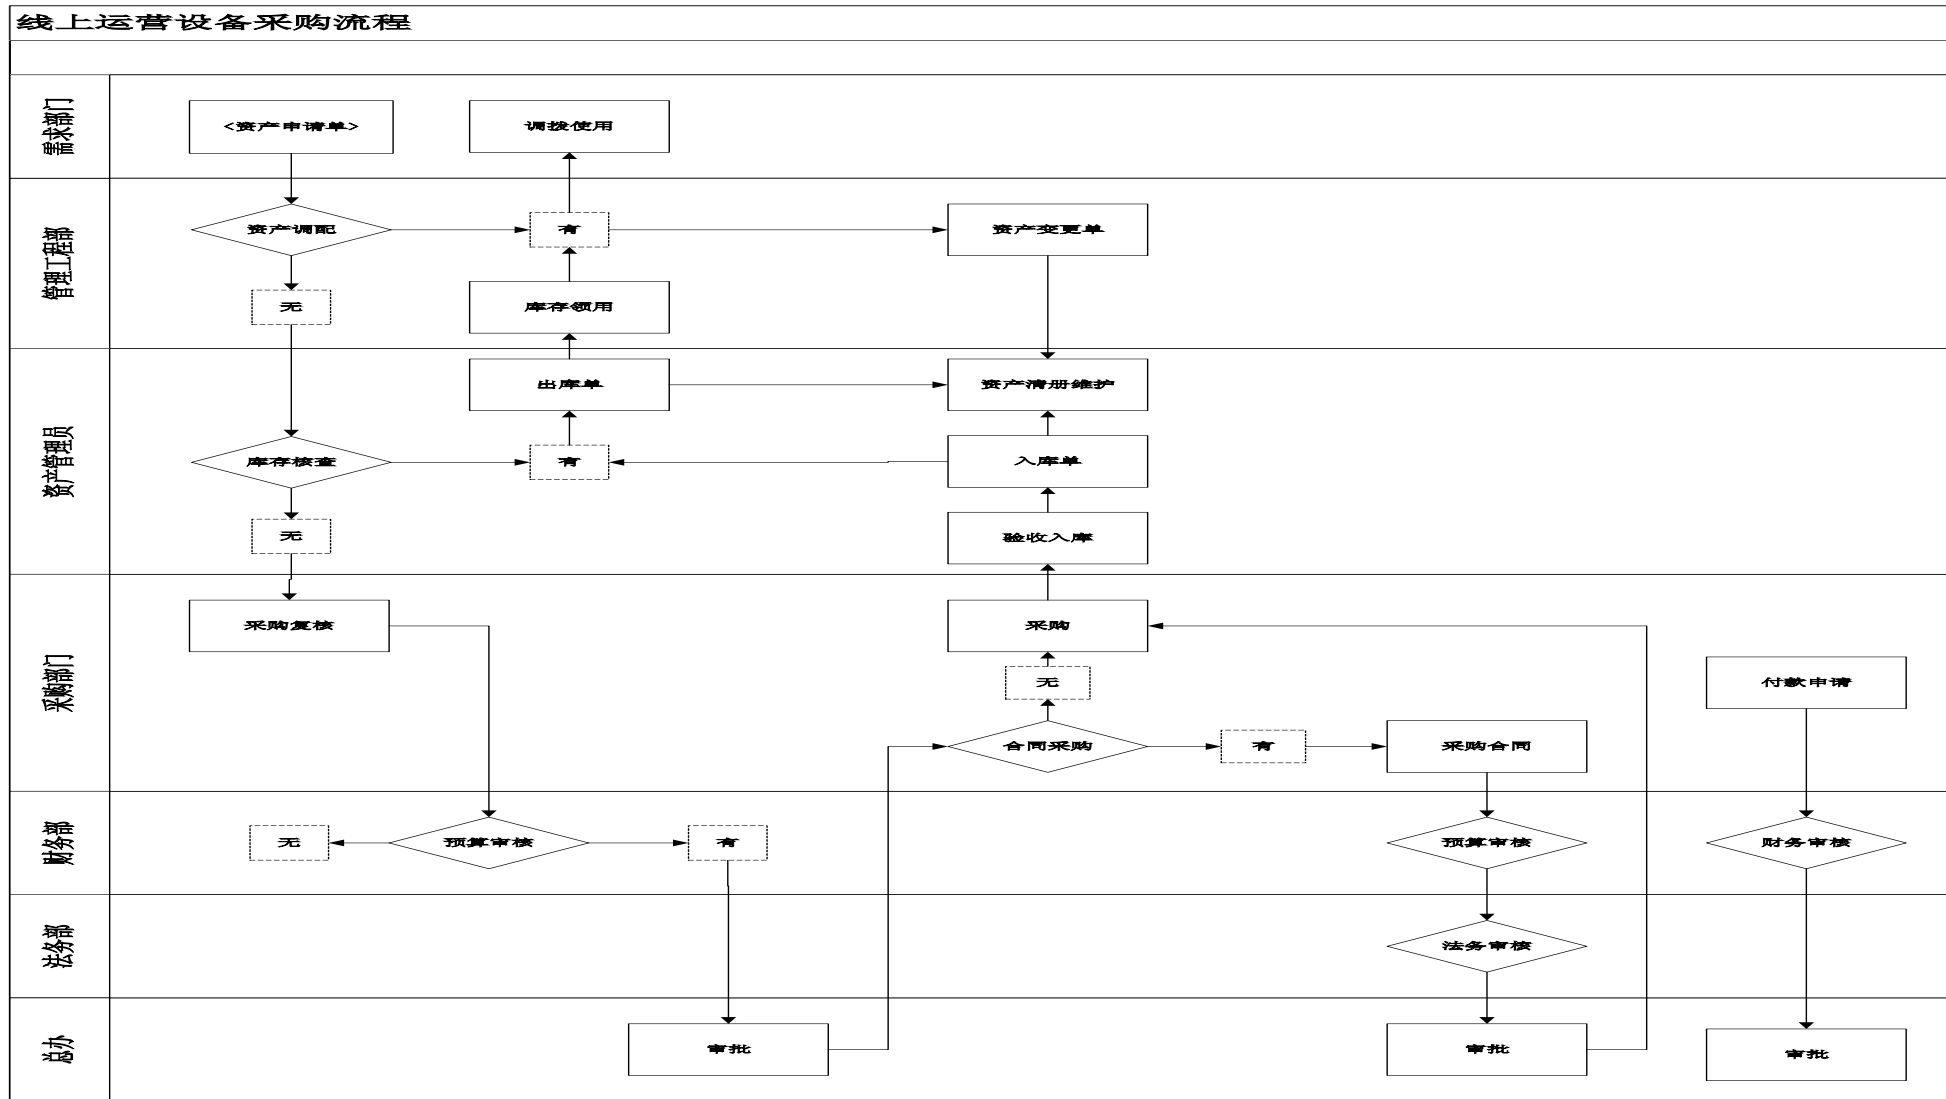 线上运营设备采购流程
需求部门
<资产申请单>
调拨使用
管理工程部
资产调配
有
资产变更单
无
库存领用
资产管理员
出库单
资产清册维护
库存核查
有
入库单
无
验收入库
采购部门
采购复核
采购
无
付款申请
合同采购
有
采购合同
财务部
无
预算审核
有
预算审核
财务审核
法务部
法务审核
总办
审批
审批
审批